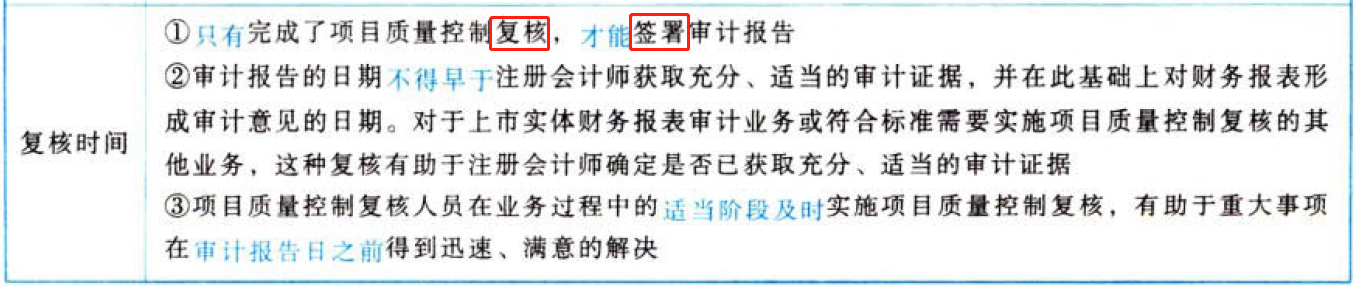 ①只有完成了项目质量控制复核，才能签署审计报告
②审计报告的日期不得早于注册会计师获取充分、适当的审计证据，并在此基础上对财务报表形
成审计意见的日期。对于上市实体财务报表审计业务或符合标准需要实施项目质量控制复核的其
复核时间
他业务，这种复核有助于注册会计师确定是否已获取充分、适当的审计证据
③项目质量控制复核人员在业务过程中的适当阶段及时实施项目质量控制复核，有助于重大事项
在审计报告日之前得到迅速、满意的解决